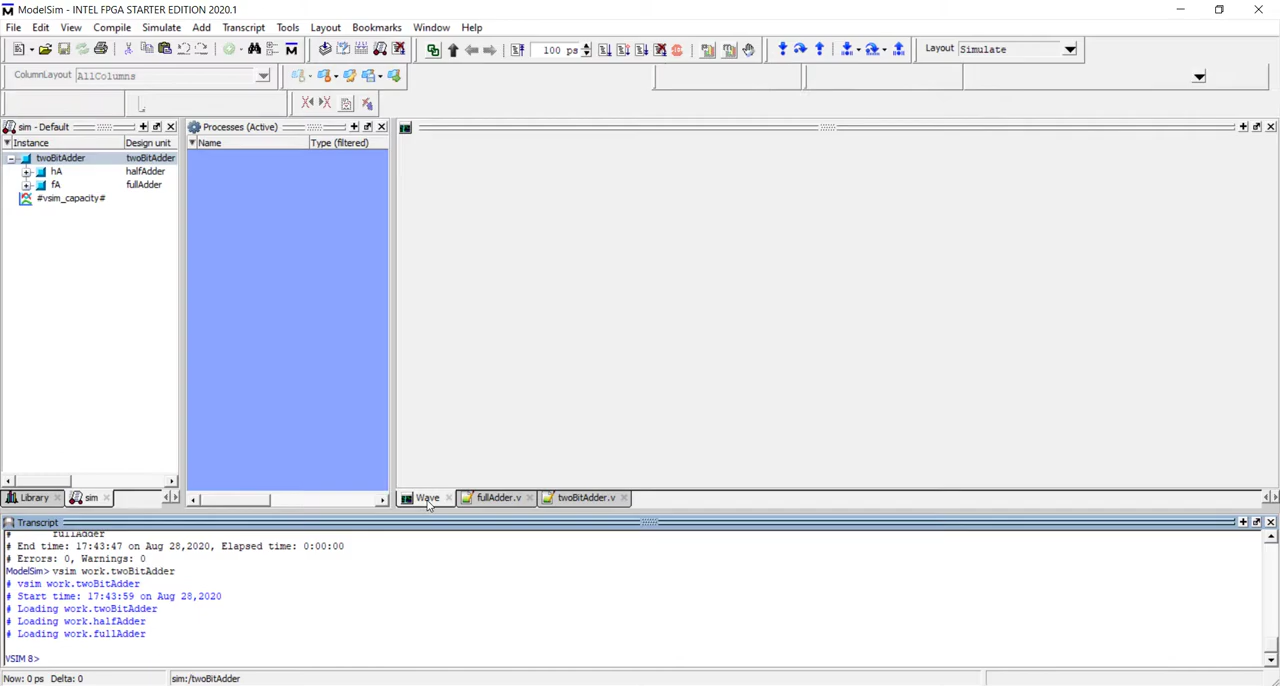 ModelSim - INTEL FPGA STARTER EDITION 2020.1
File Edit View Compile Simulate Add Transcript Tools Layout Bookmarks Window Help
100 ps Layout Simulate
ColumnLayout AllColumns
sim - Default Processes (Active)
Instance Design unit Name Type (filtered)
twoBitAdder twoBitAdder
hA halfAdder
fA fullAdder
#vsim_capacity#
Library sim Wave fullAdder.v twoBitAdder.v
Transcript
# fullAdder
# End time: 17:43:47 on Aug 28,2020, Elapsed time: 0:00:00
# Errors: 0, Warnings: 0
ModelSim> vsim work.twoBitAdder
# vsim work.twoBitAdder
# Start time: 17:43:59 on Aug 28,2020
# Loading work.twoBitAdder
# Loading work.halfAdder
# Loading work.fullAdder
VSIM 8>
Now: 0 ps Delta: 0 sim:/twoBitAdder